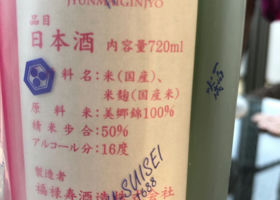 JYUNMAIGINJYO
品目
日本酒 内容量720ml
料名：米(国産)、
米麹(国産米)
原料米：美郷錦100%
精米歩合：50%
アルコール分：16度
製造者
福禄寿酒造株式会社
SUISEI
1688